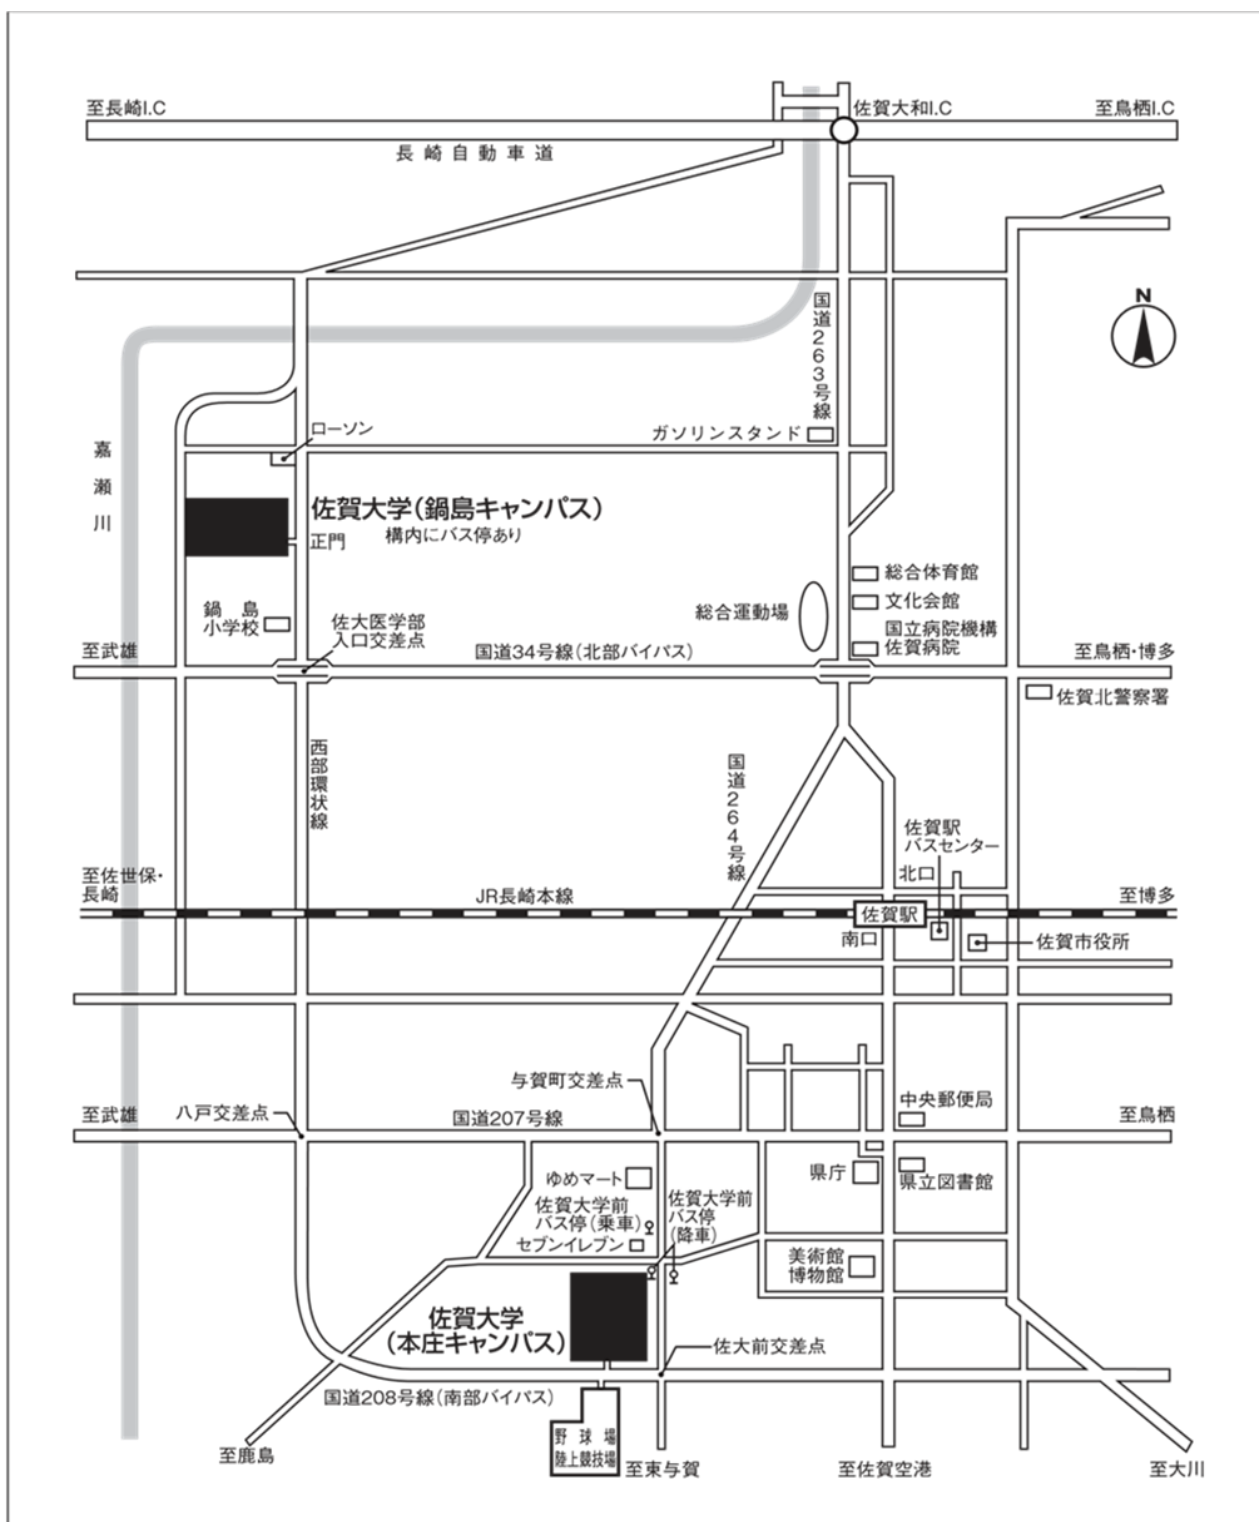 至長崎I.C
佐賀大和I.C
至鳥栖I.C
長崎自動車道
N
国道263号線
ローソン
ガソリンスタンド
嘉瀬川
佐賀大学(鍋島キャンパス)
構内にバス停あり
正門
総合体育館
文化会館
国立病院機構
佐賀病院
総合運動場
鍋島
小学校
佐大医学部
入口交差点
国道34号線(北部バイパス)
至武雄
至鳥栖・博多
佐賀北警察署
西部環状線
国道264号線
佐賀駅
バスセンター
北口
至佐世保・
長崎
JR長崎本線
至博多
佐賀駅
南口
佐賀市役所
与賀町交差点
八戸交差点
至武雄
国道207号線
中央郵便局
至鳥栖
県庁
県立図書館
ゆめマート
佐賀大学前
バス停(乗車)
セブンイレブン
佐賀大学前
バス停
(降車)
美術館
博物館
佐賀大学
(本庄キャンパス)
佐大前交差点
国道208号線(南部バイパス)
野球場
陸上競技場
至鹿島
至東与賀
至佐賀空港
至大川